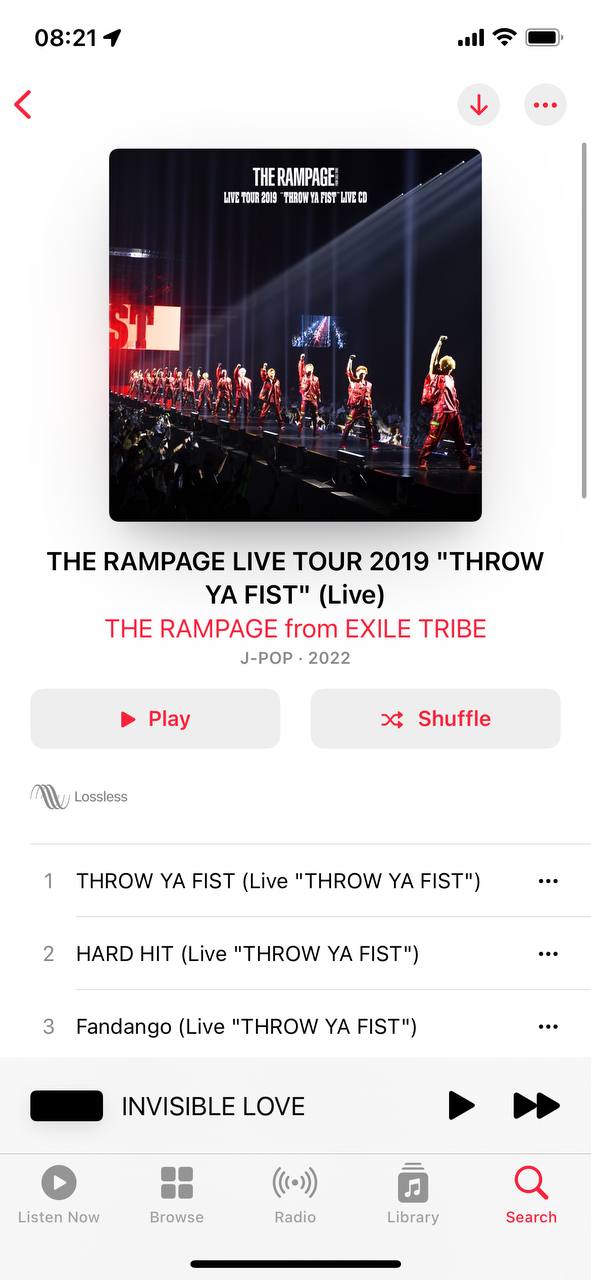 08:21
THE RAMPAGE
LIVE TOUR 2019 "THROW YA FIST" LIVE CD
ST
THE RAMPAGE LIVE TOUR 2019 "THROW
YA FIST" (Live)
THE RAMPAGE from EXILE TRIBE
J-POP · 2022
Play
Shuffle
Lossless
1 THROW YA FIST (Live "THROW YA FIST")
2 HARD HIT (Live "THROW YA FIST")
3 Fandango (Live "THROW YA FIST")
INVISIBLE LOVE
Listen Now
Browse
Radio
Library
Search